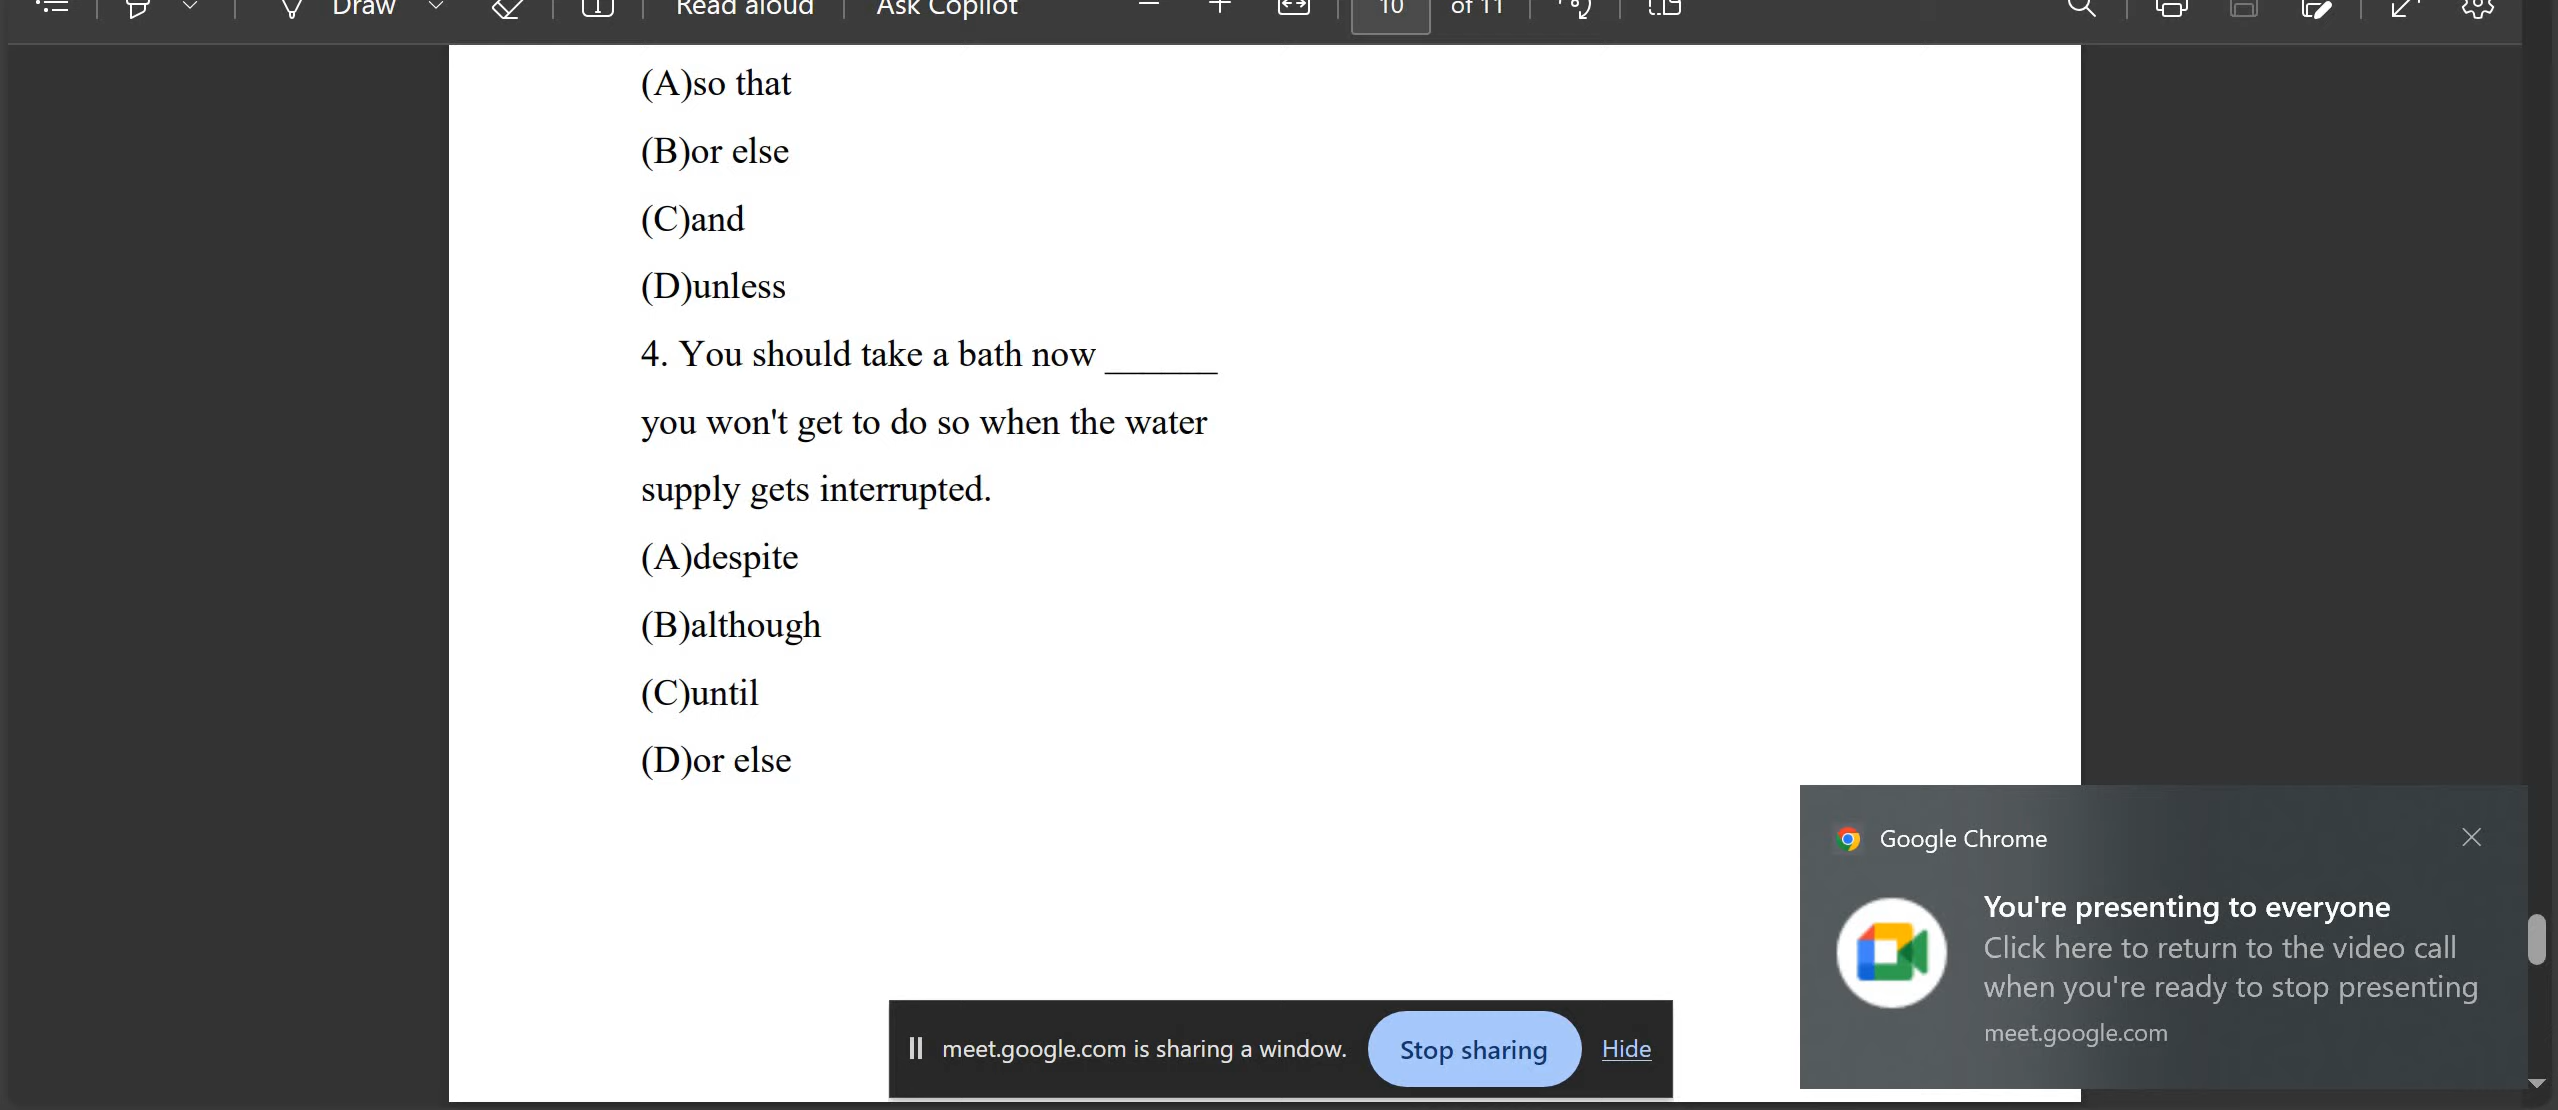 Draw
Read aloud
Ask Copilot
10 of 11
(A)so that
(B)or else
(C)and
(D)unless
4. You should take a bath now ______
you won't get to do so when the water
supply gets interrupted.
(A)despite
(B)although
(C)until
(D)or else
Google Chrome
You're presenting to everyone
Click here to return to the video call
when you're ready to stop presenting
meet.google.com
meet.google.com is sharing a window. Stop sharing Hide